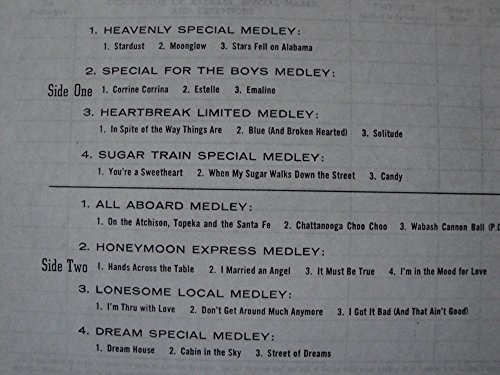 1. HEAVENLY SPECIAL MEDLEY:
1. Stardust 2. Moonglow 3. Stars Fell on Alabama
2. SPECIAL FOR THE BOYS MEDLEY:
Side One 1. Corrine Corrina 2. Estelle 3. Emaline
3. HEARTBREAK LIMITED MEDLEY:
1. In Spite of the Way Things Are 2. Blue (And Broken Hearted) 3. Solitude
4. SUGAR TRAIN SPECIAL MEDLEY:
1. You're a Sweetheart 2. When My Sugar Walks Down the Street 3. Candy
1. ALL ABOARD MEDLEY:
1. On the Atchison, Topeka and the Santa Fe 2. Chattanooga Choo Choo 3. Wabash Cannon Ball (P.D
2. HONEYMOON EXPRESS MEDLEY:
Side Two 1. Hands Across the Table 2. I Married an Angel 3. It Must Be True 4. I'm in the Mood for Love
3. LONESOME LOCAL MEDLEY:
1. I'm Thru with Love 2. Don't Get Around Much Anymore 3. I Got It Bad (And That Ain't Good)
4. DREAM SPECIAL MEDLEY:
1. Dream House 2. Cabin in the Sky 3. Street of Dreams